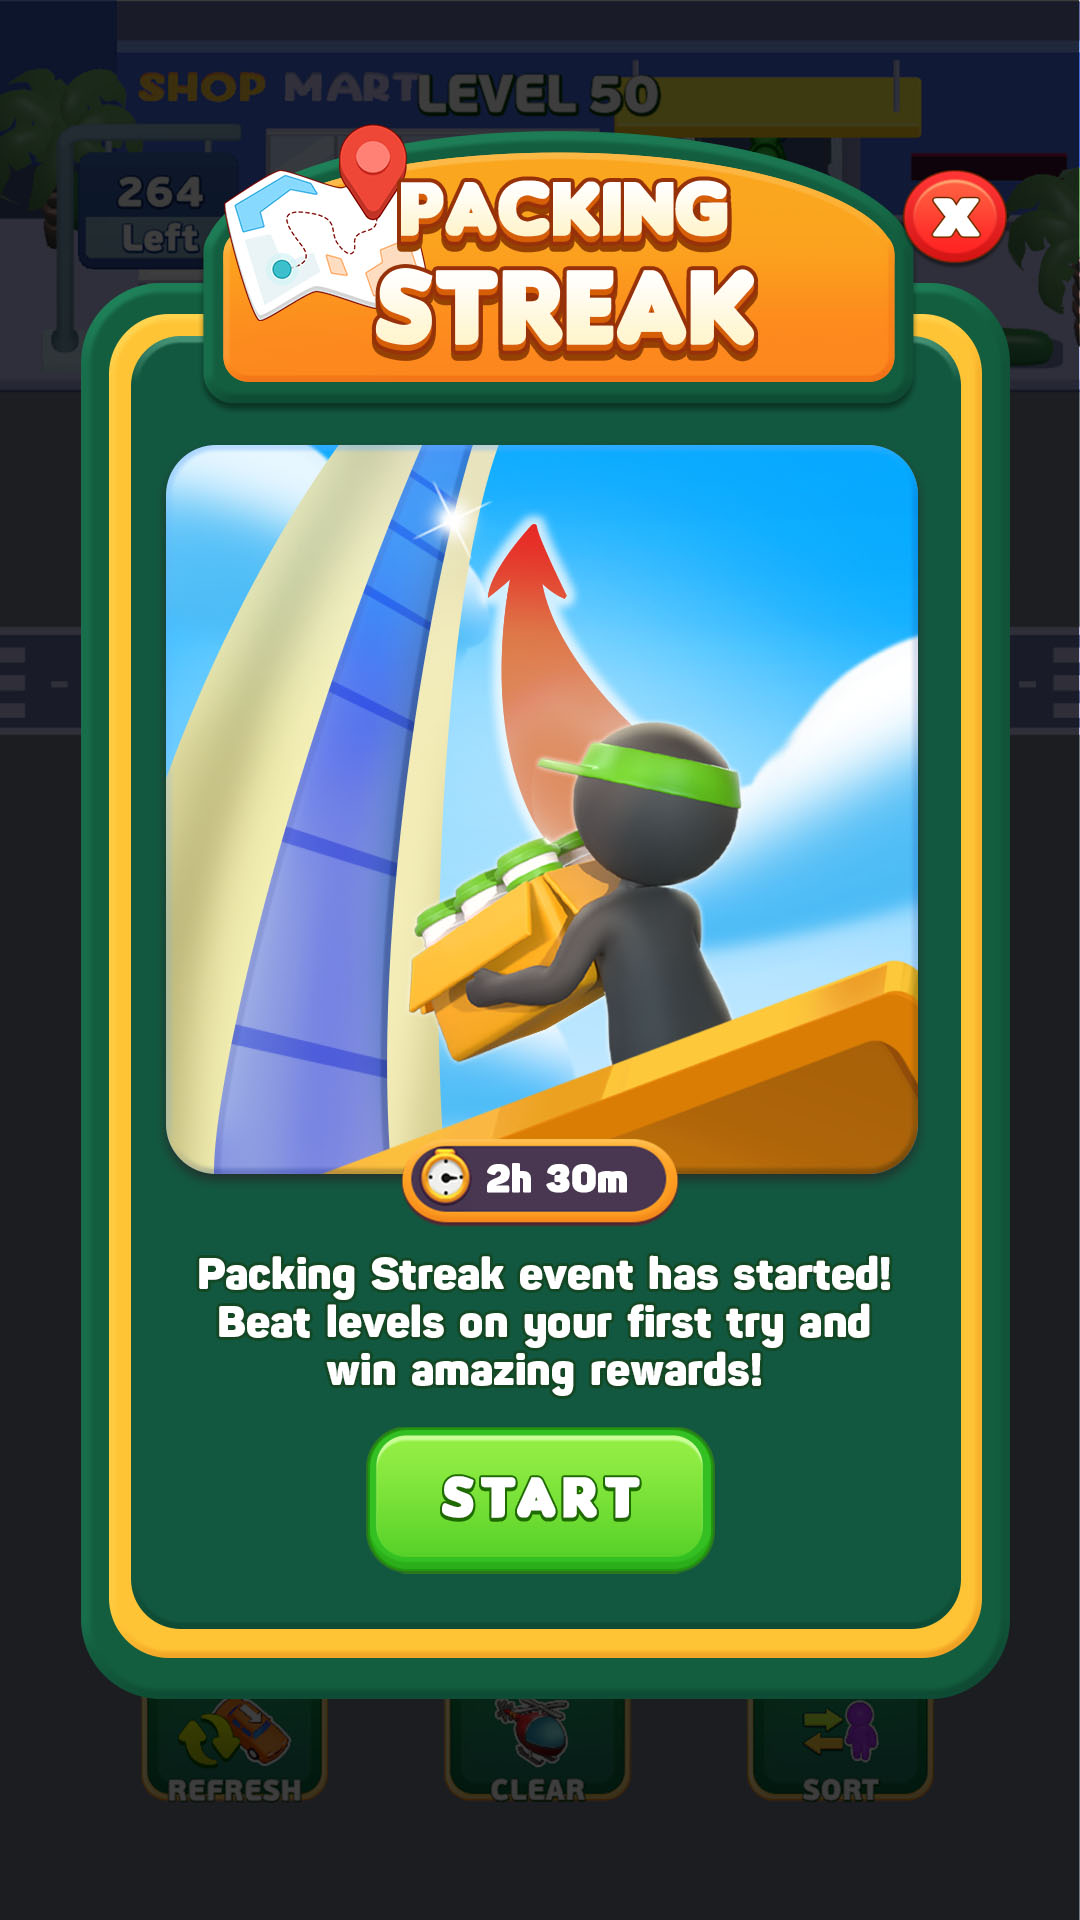 SHOP MART
LEVEL 50
264
Left
PACKING
STREAK
X
2h 30m
Packing Streak event has started!
Beat levels on your first try and
win amazing rewards!
START
REFRESH
CLEAR
SORT